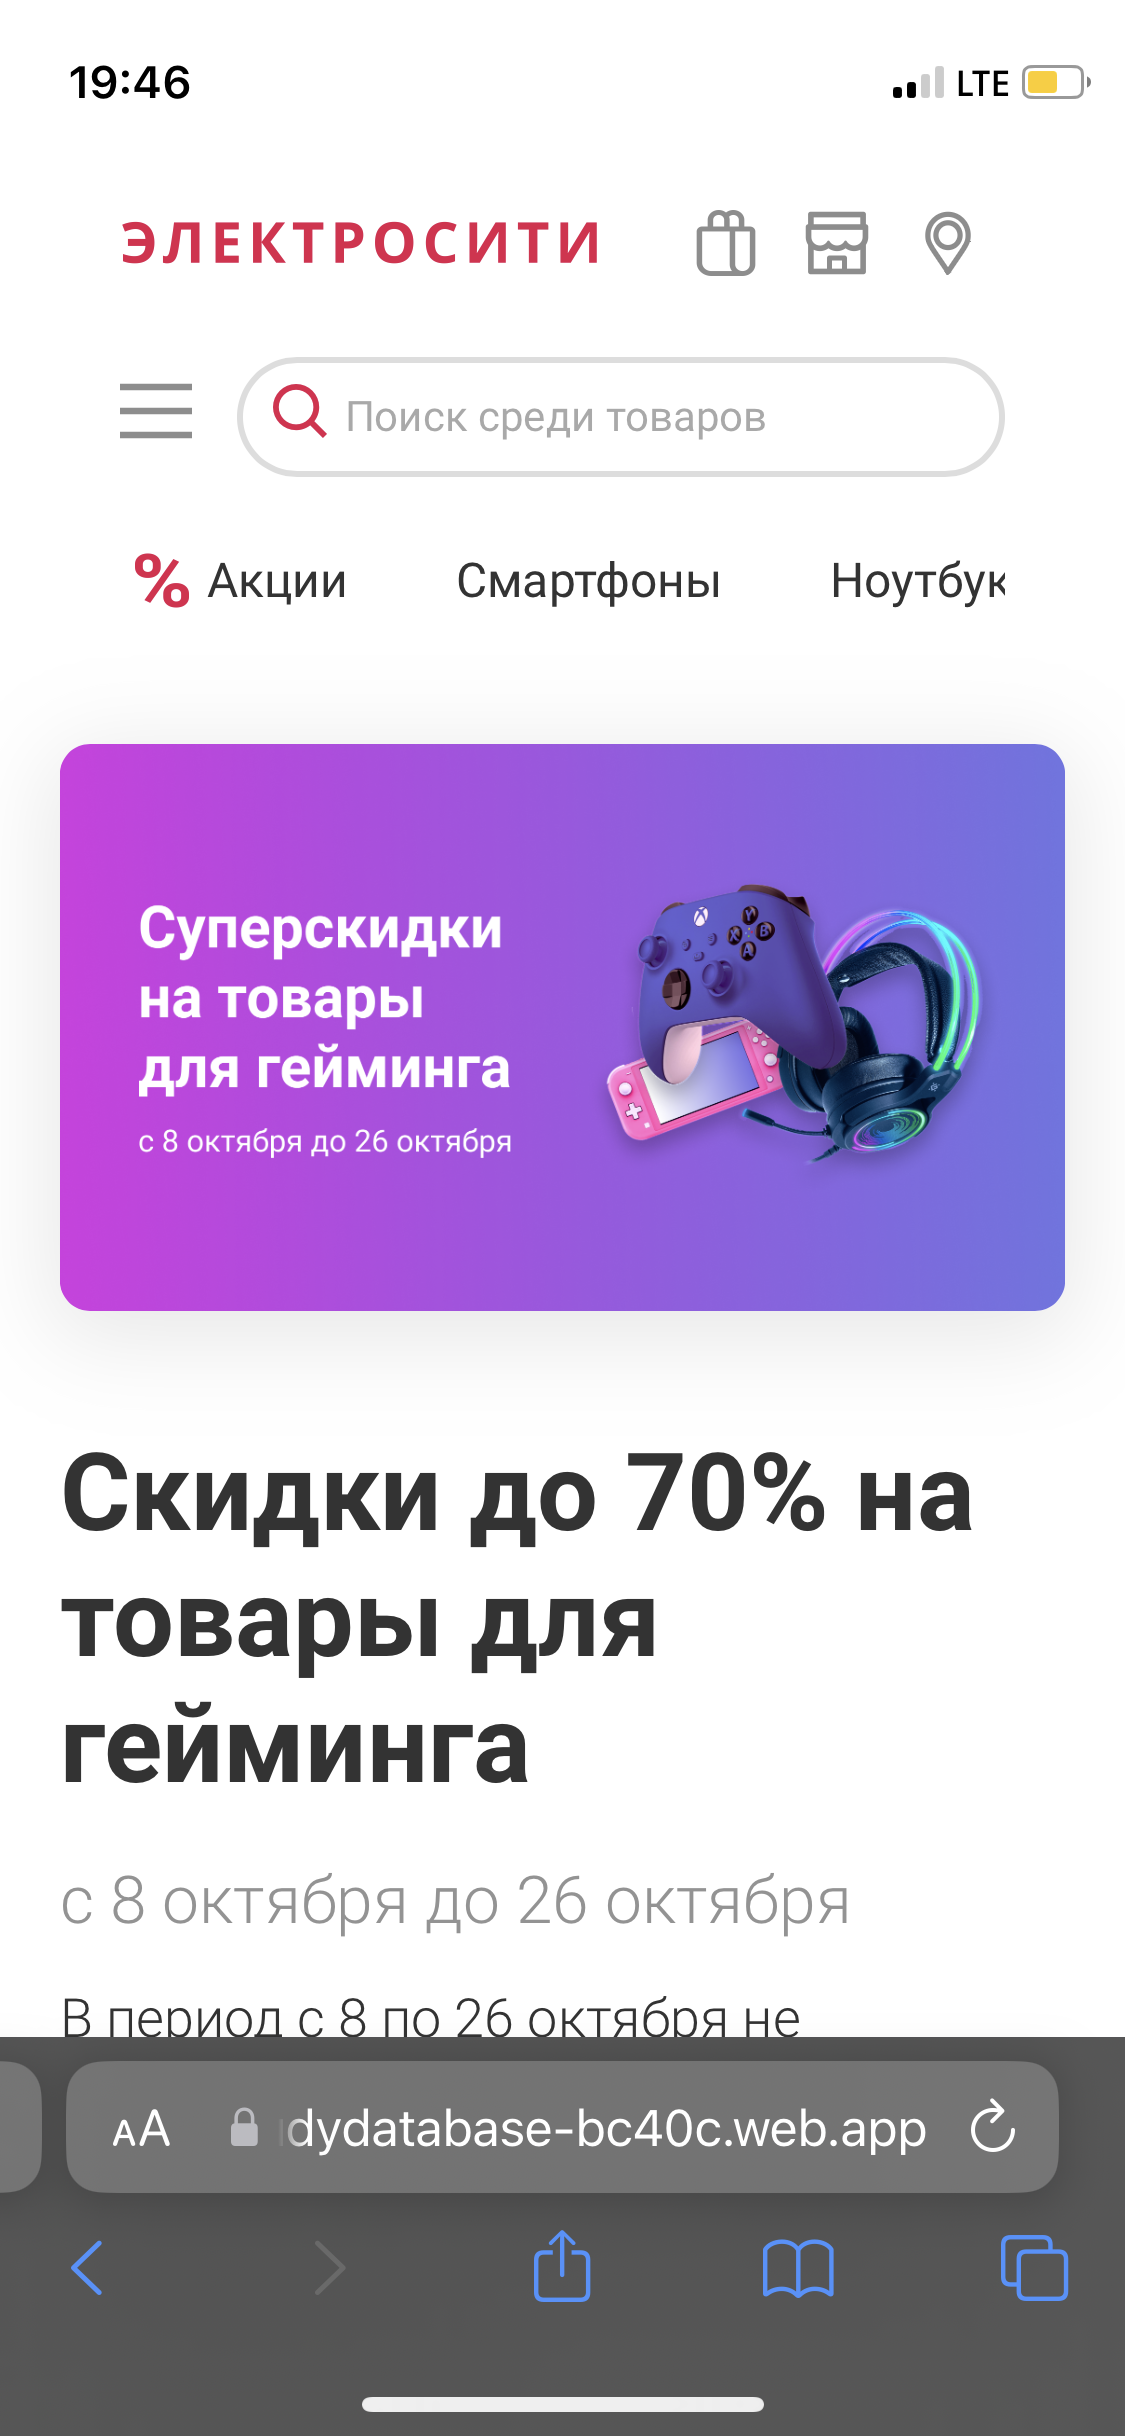 19:46
LTE
ЭЛЕКТРОСИТИ
Поиск среди товаров
% Акции Смартфоны Ноутбук
Суперскидки
на товары
для гейминга
с 8 октября до 26 октября
Y
X B
A
Скидки до 70% на
товары для
гейминга
с 8 октября до 26 октября
В период с 8 по 26 октября не
AA dydatabase-bc40c.web.app